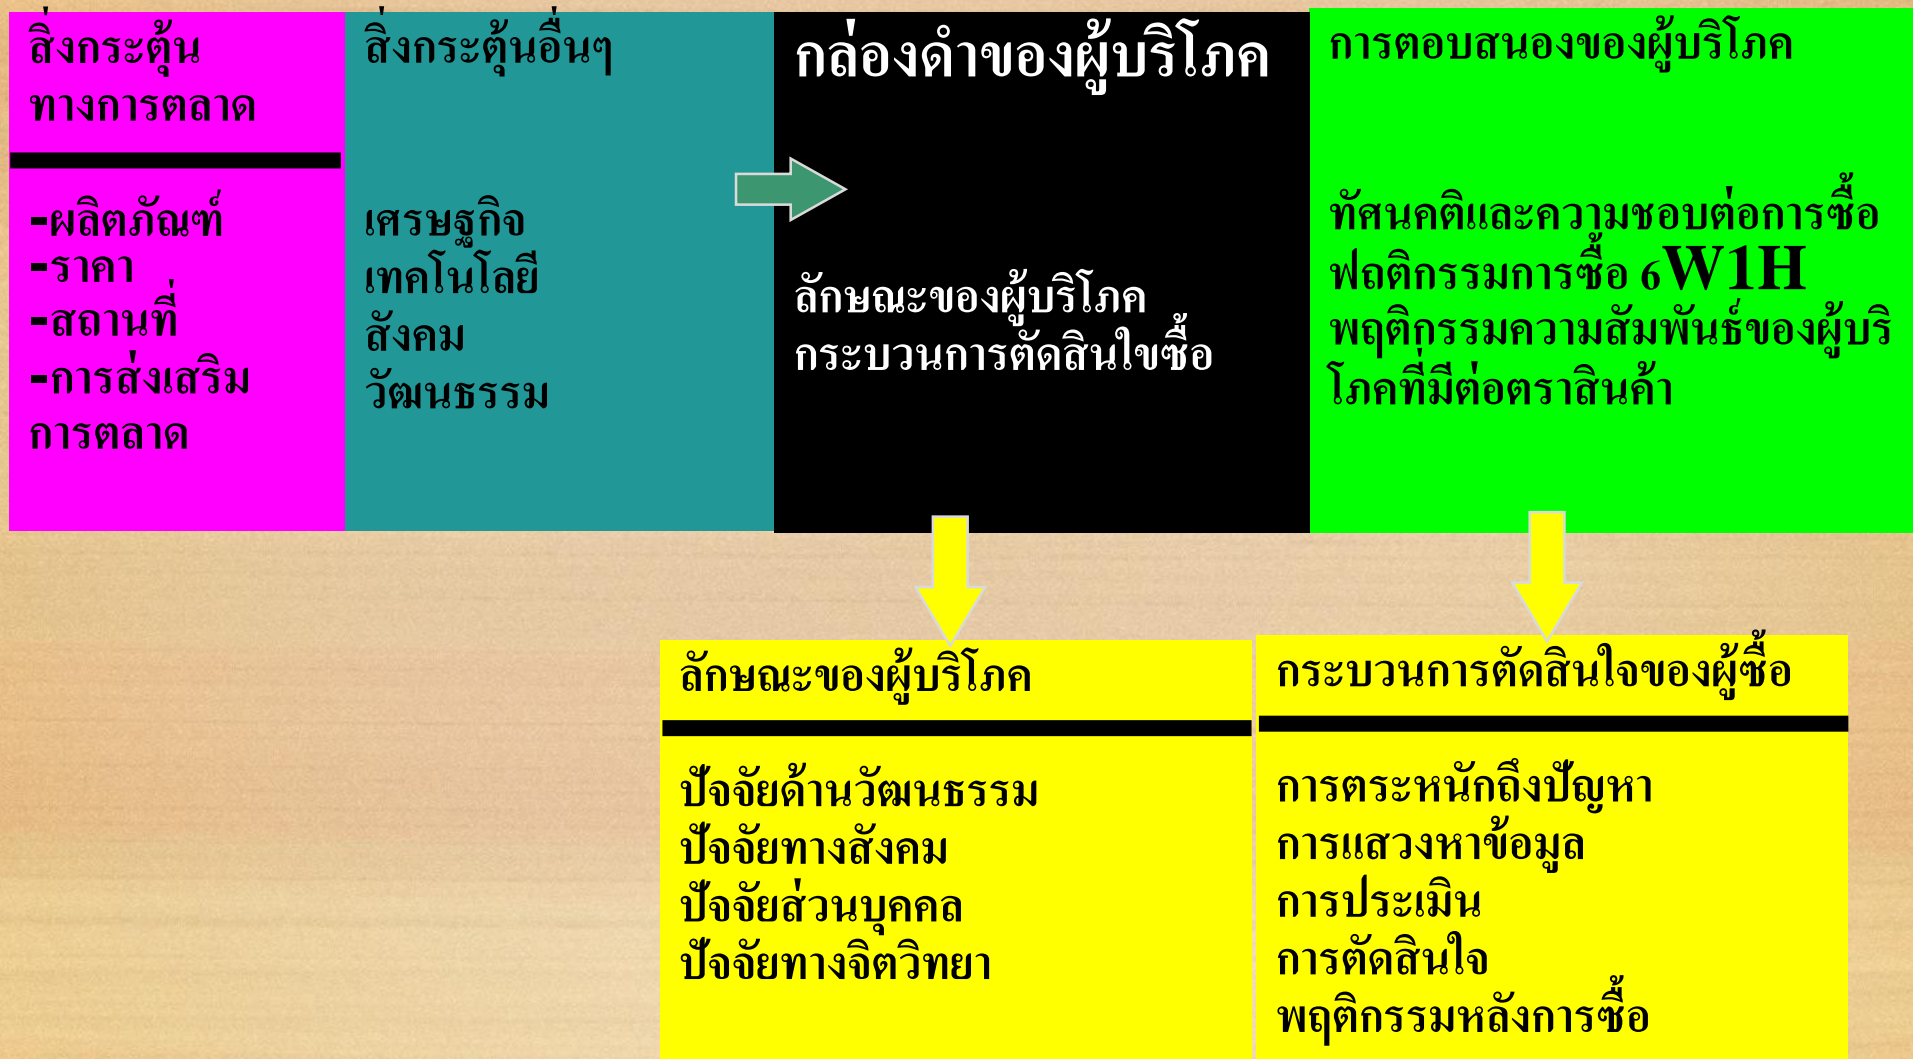 สิ่งกระตุ้น
ทางการตลาด
-ผลิตภัณฑ์
-ราคา
-สถานที่
-การส่งเสริม
การตลาด
สิ่งกระตุ้นอื่นๆ
เศรษฐกิจ
เทคโนโลยี
สังคม
วัฒนธรรม
กล่องดำของผู้บริโภค
ลักษณะของผู้บริโภค
กระบวนการตัดสินใขซื้อ
การตอบสนองของผู้บริโภค
ทัศนคติและความชอบต่อการซื้อ
ฟถติกรรมการซื้อ 6W1H
พฤติกรรมความสัมพันธ์ของผู้บริ
โภคที่มีต่อตราสินค้า
ลักษณะของผู้บริโภค
ปัจจัยด้านวัฒนธรรม
ปัจจัยทางสังคม
ปัจจัยส่วนบุคคล
ปัจจัยทางจิตวิทยา
กระบวนการตัดสินใจของผู้ซื้อ
การตระหนักถึงปัญหา
การแสวงหาข้อมูล
การประเมิน
การตัดสินใจ
พฤติกรรมหลังการซื้อ